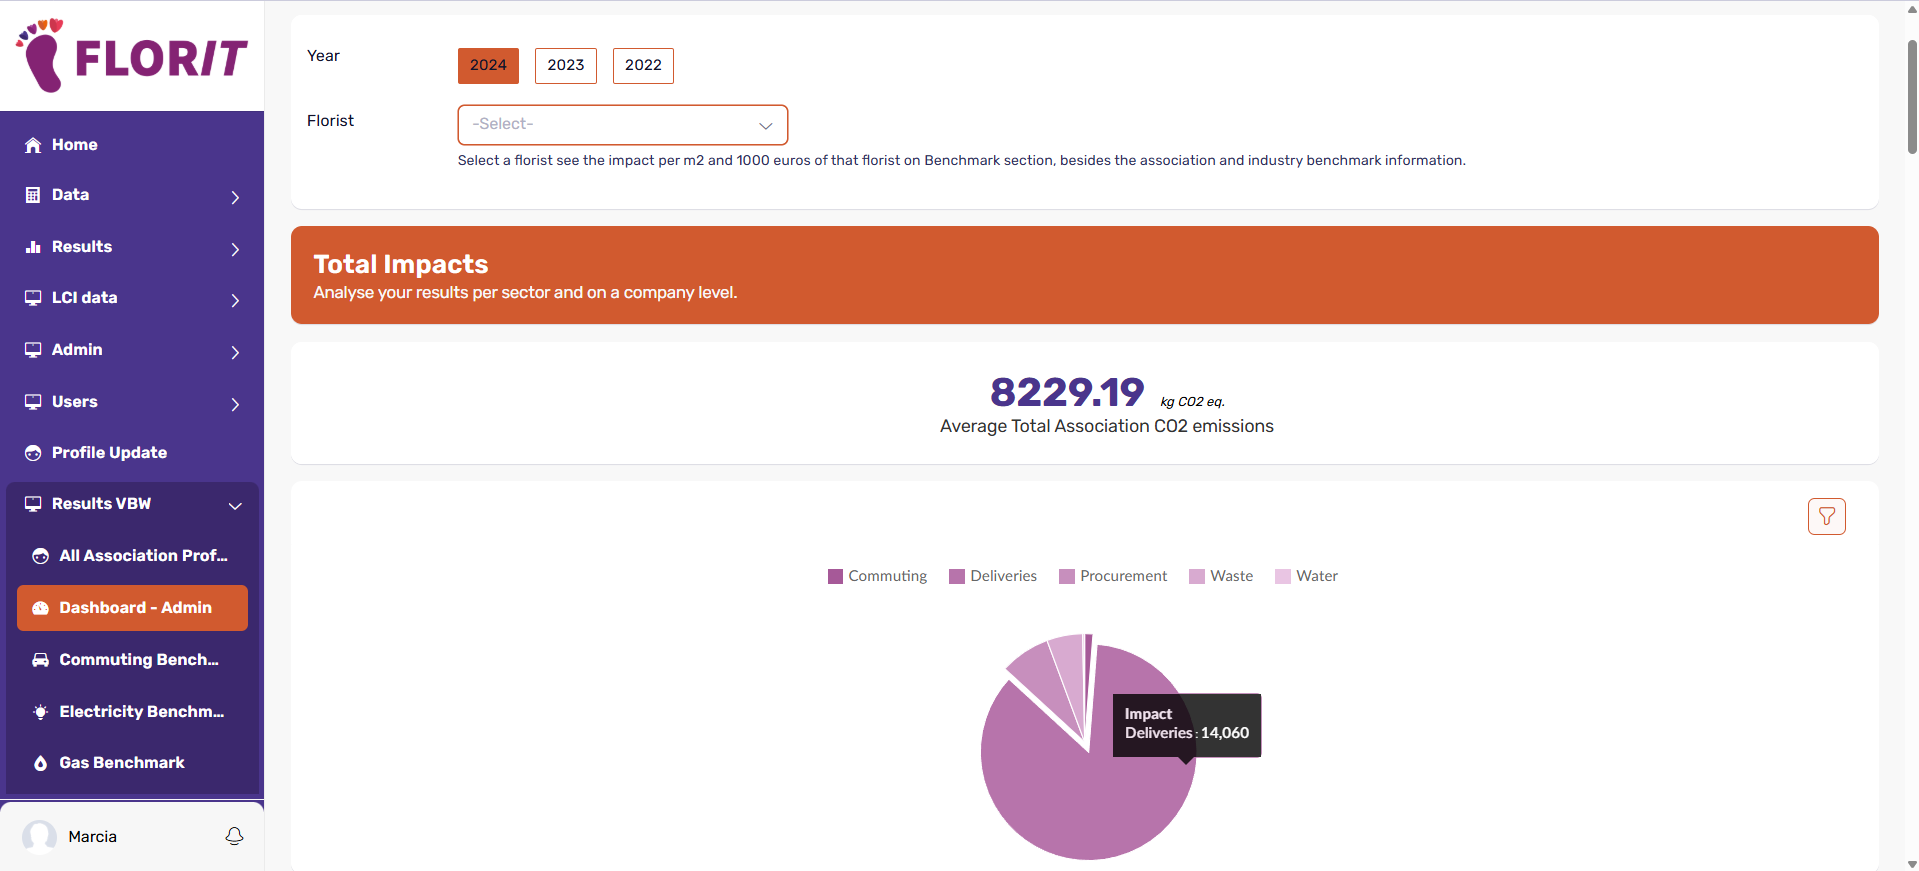 FLORIT
Home
Data
Results
LCI data
Admin
Users
Profile Update
Results VBW
All Association Prof...
Dashboard - Admin
Commuting Bench...
Electricity Benchm...
Gas Benchmark
Marcia
Year
2024
2023
2022
Florist
-Select-
Select a florist see the impact per m2 and 1000 euros of that florist on Benchmark section, besides the association and industry benchmark information.
Total Impacts
Analyse your results per sector and on a company level.
8229.19 kg CO2 eq.
Average Total Association CO2 emissions
Commuting Deliveries Procurement Waste Water
Impact
Deliveries : 14,060